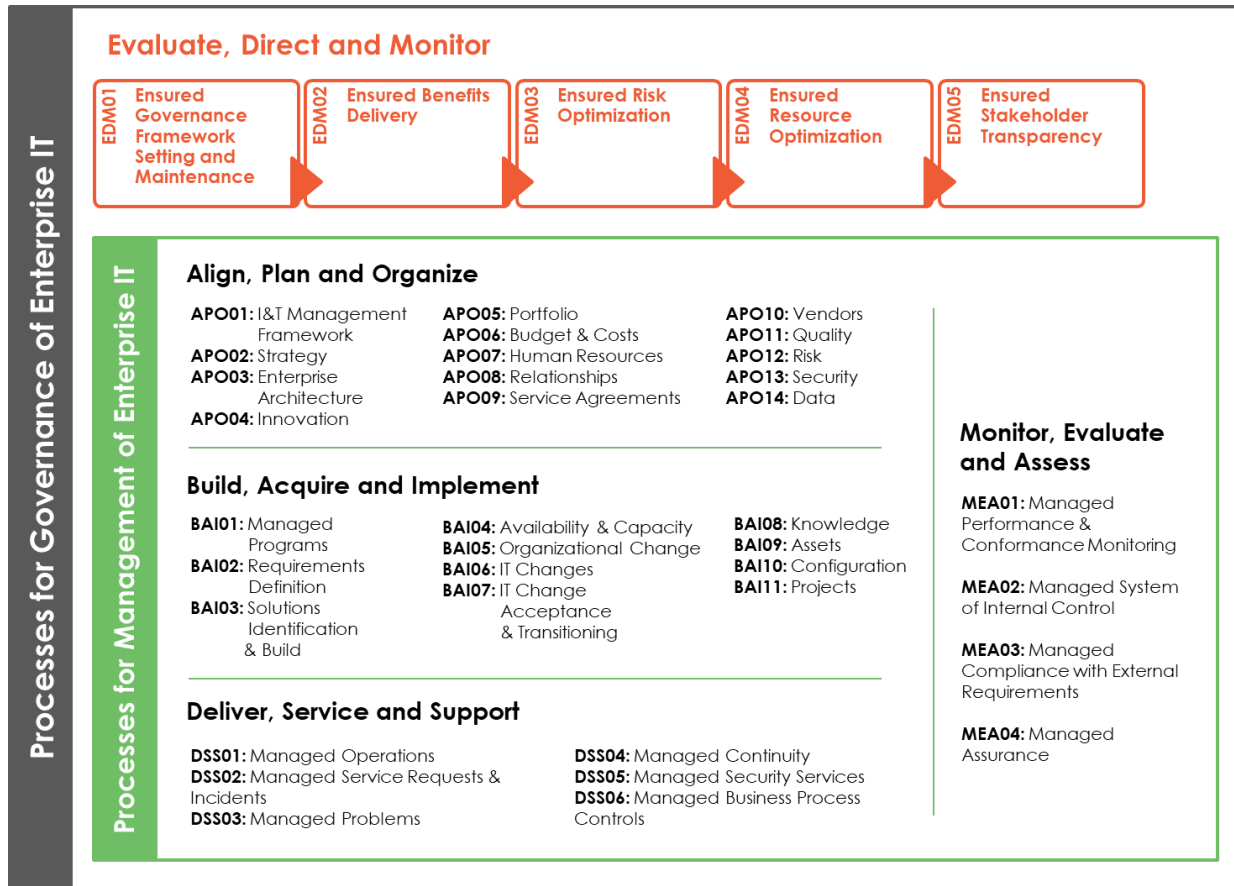 Processes for Governance of Enterprise IT
Evaluate, Direct and Monitor
EDM01
Ensured
Governance
Framework
Setting and
Maintenance
EDM02
Ensured Benefits
Delivery
EDM03
Ensured Risk
Optimization
EDM04
Ensured
Resource
Optimization
EDM05
Ensured
Stakeholder
Transparency
Processes for Management of Enterprise IT
Align, Plan and Organize
APO01: I&T Management
Framework
APO02: Strategy
APO03: Enterprise
Architecture
APO04: Innovation
APO05: Portfolio
APO06: Budget & Costs
APO07: Human Resources
APO08: Relationships
APO09: Service Agreements
APO10: Vendors
APO11: Quality
APO12: Risk
APO13: Security
APO14: Data
Build, Acquire and Implement
BAI01: Managed
Programs
BAI02: Requirements
Definition
BAI03: Solutions
Identification
& Build
BAI04: Availability & Capacity
BAI05: Organizational Change
BAI06: IT Changes
BAI07: IT Change
Acceptance
& Transitioning
BAI08: Knowledge
BAI09: Assets
BAI10: Configuration
BAI11: Projects
Deliver, Service and Support
DSS01: Managed Operations
DSS02: Managed Service Requests &
Incidents
DSS03: Managed Problems
DSS04: Managed Continuity
DSS05: Managed Security Services
DSS06: Managed Business Process
Controls
Monitor, Evaluate
and Assess
MEA01: Managed
Performance &
Conformance Monitoring
MEA02: Managed System
of Internal Control
MEA03: Managed
Compliance with External
Requirements
MEA04: Managed
Assurance